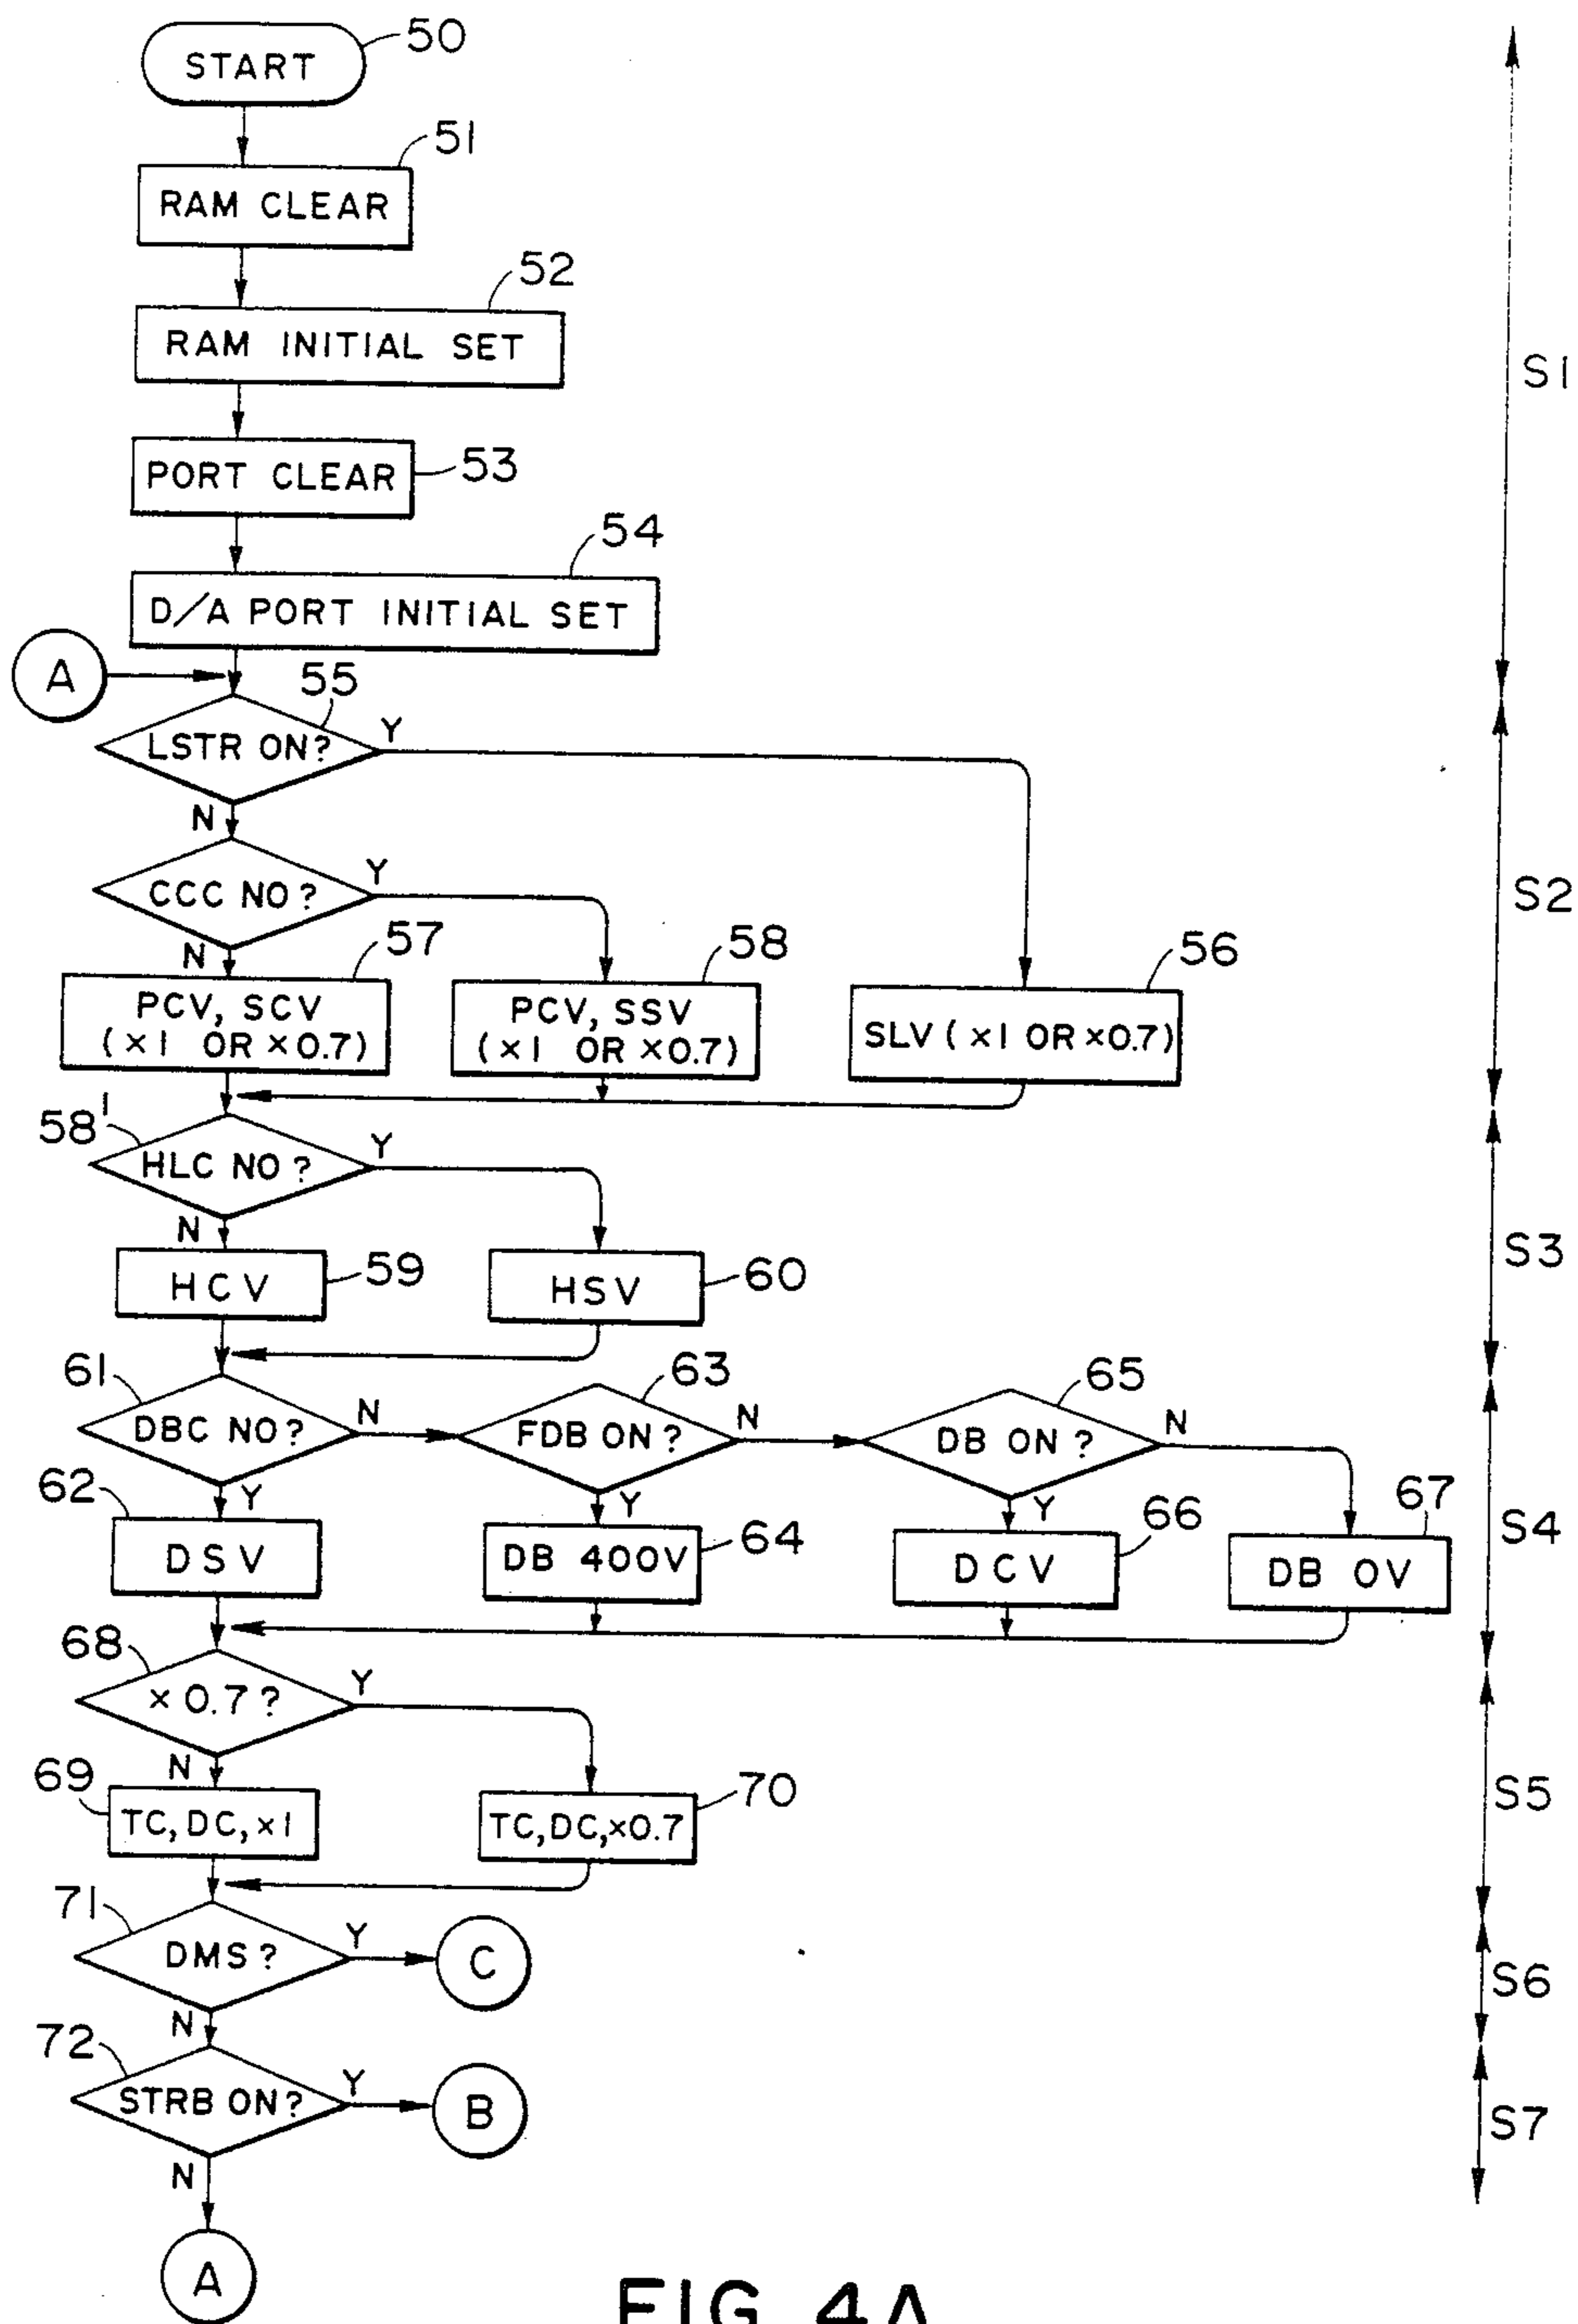 50
START
51
RAM CLEAR
52
RAM INITIAL SET
S1
PORT CLEAR
53
54
D/A PORT INITIAL SET
A
55
LSTR ON?
Y
N
CCC NO?
Y
S2
N
57
58
56
PCV, SCV
(×1 OR ×0.7)
PCV, SSV
(×1 OR ×0.7)
SLV (×1 OR ×0.7)
58'
HLC NO?
Y
N
S3
HCV
59
HSV
60
61
DBC NO?
N
63
FDB ON?
N
65
DB ON?
N
62
Y
Y
Y
67
S4
DSV
DB 400V
64
DCV
66
DB 0V
68
×0.7?
Y
N
69
TC, DC, ×1
70
TC, DC, ×0.7
S5
71
DMS?
Y
C
S6
N
72
STRB ON?
Y
B
S7
N
A
FIG. 4A